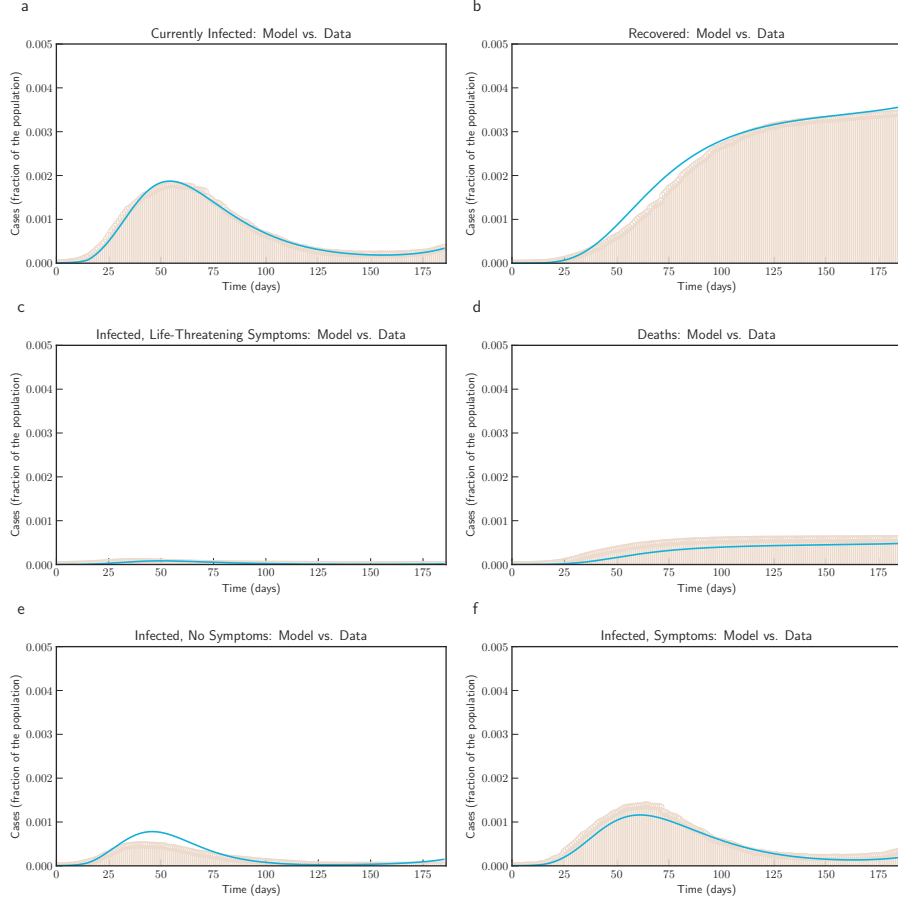 a
Currently Infected: Model vs. Data
0.005
0.004
0.003
0.002
0.001
0.000
Cases (fraction of the population)
0 25 50 75 100 125 150 175
Time (days)
b
Recovered: Model vs. Data
0.005
0.004
0.003
0.002
0.001
0.000
Cases (fraction of the population)
0 25 50 75 100 125 150 175
Time (days)
c
Infected, Life-Threatening Symptoms: Model vs. Data
0.005
0.004
0.003
0.002
0.001
0.000
Cases (fraction of the population)
0 25 50 75 100 125 150 175
Time (days)
d
Deaths: Model vs. Data
0.005
0.004
0.003
0.002
0.001
0.000
Cases (fraction of the population)
0 25 50 75 100 125 150 175
Time (days)
e
Infected, No Symptoms: Model vs. Data
0.005
0.004
0.003
0.002
0.001
0.000
Cases (fraction of the population)
0 25 50 75 100 125 150 175
Time (days)
f
Infected, Symptoms: Model vs. Data
0.005
0.004
0.003
0.002
0.001
0.000
Cases (fraction of the population)
0 25 50 75 100 125 150 175
Time (days)